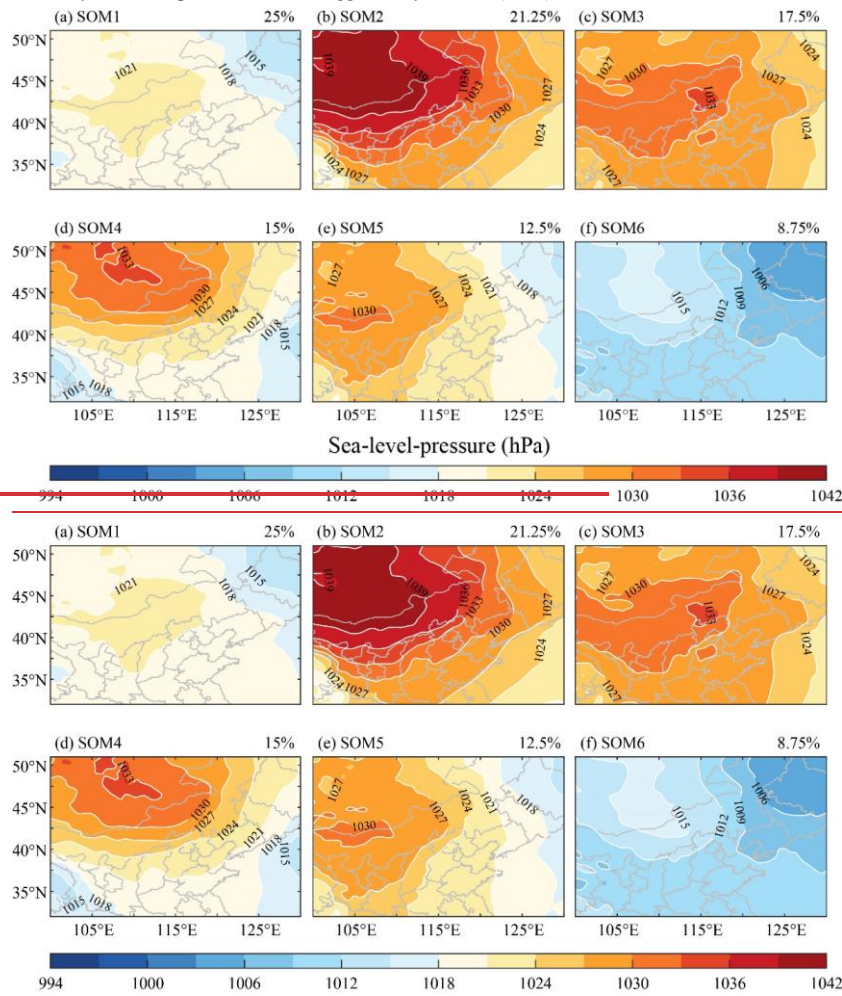 (a) SOM1 25% (b) SOM2 21.25% (c) SOM3 17.5%
50°N
45°N
40°N
35°N
1021 1018 1015
1039 1039 1036 1033 1030 1027 1024 1024 1027
1027 1030 1033 1027 1024 1024 1027
(d) SOM4 15% (e) SOM5 12.5% (f) SOM6 8.75%
50°N
45°N
40°N
35°N
1033 1030 1027 1024 1021 1018 1015 1015 1018
1027 1030 1027 1024 1021 1018
1015 1012 1009 1006
105°E 115°E 125°E 105°E 115°E 125°E 105°E 115°E 125°E
Sea-level-pressure (hPa)
994 1000 1006 1012 1018 1024 1030 1036 1042
(a) SOM1 25% (b) SOM2 21.25% (c) SOM3 17.5%
50°N
45°N
40°N
35°N
1021 1018 1015
1039 1039 1036 1033 1030 1027 1024 1024 1027
1027 1030 1033 1027 1024 1024 1027
(d) SOM4 15% (e) SOM5 12.5% (f) SOM6 8.75%
50°N
45°N
40°N
35°N
1033 1030 1027 1024 1021 1018 1015 1015 1018
1027 1030 1027 1024 1021 1018
1015 1012 1009 1006
105°E 115°E 125°E 105°E 115°E 125°E 105°E 115°E 125°E
994 1000 1006 1012 1018 1024 1030 1036 1042